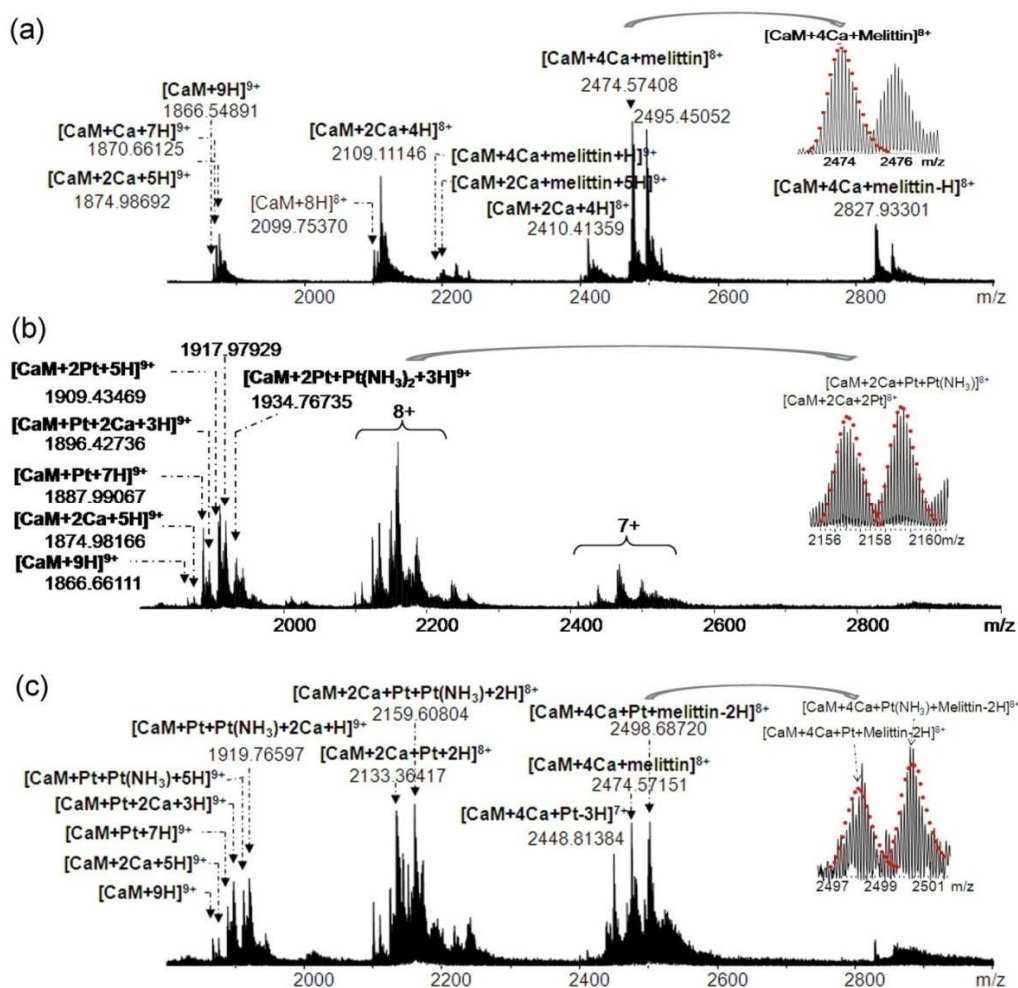 (a)
[CaM+4Ca+Melittin]⁸⁺
[CaM+4Ca+melittin]⁸⁺
2474.57408
2495.45052
[CaM+9H]⁹⁺
1866.54891
[CaM+Ca+7H]⁹⁺
1870.66125
[CaM+2Ca+5H]⁹⁺
1874.98692
[CaM+2Ca+4H]⁸⁺
2109.11146
[CaM+4Ca+melittin+H]⁹⁺
[CaM+2Ca+melittin+5H]⁹⁺
[CaM+8H]⁸⁺
2099.75370
[CaM+2Ca+4H]⁸⁺
2410.41359
2474 2476 m/z
[CaM+4Ca+melittin-H]⁸⁺
2827.93301
2000 2200 2400 2600 2800 m/z
(b)
1917.97929
[CaM+2Pt+5H]⁹⁺
1909.43469
[CaM+2Pt+Pt(NH₃)₂+3H]⁹⁺
1934.76735
[CaM+Pt+2Ca+3H]⁹⁺
1896.42736
[CaM+Pt+7H]⁹⁺
1887.99067
[CaM+2Ca+5H]⁹⁺
1874.98166
[CaM+9H]⁹⁺
1866.66111
8+
7+
[CaM+2Ca+Pt+Pt(NH₃)]⁸⁺
[CaM+2Ca+2Pt]⁸⁺
2156 2158 2160m/z
2000 2200 2400 2600 2800 m/z
(c)
[CaM+2Ca+Pt+Pt(NH₃)+2H]⁸⁺
2159.60804
[CaM+Pt+Pt(NH₃)+2Ca+H]⁹⁺
1919.76597
[CaM+2Ca+Pt+2H]⁸⁺
2133.36417
[CaM+4Ca+Pt+melittin-2H]⁸⁺
2498.68720
[CaM+4Ca+melittin]⁸⁺
2474.57151
[CaM+4Ca+Pt-3H]⁷⁺
2448.81384
[CaM+Pt+Pt(NH₃)+5H]⁹⁺
[CaM+Pt+2Ca+3H]⁹⁺
[CaM+Pt+7H]⁹⁺
[CaM+2Ca+5H]⁹⁺
[CaM+9H]⁹⁺
[CaM+4Ca+Pt(NH₃)+Melittin-2H]⁸⁺
[CaM+4Ca+Pt+Melittin-2H]⁸⁺
2497 2499 2501 m/z
2000 2200 2400 2600 2800 m/z